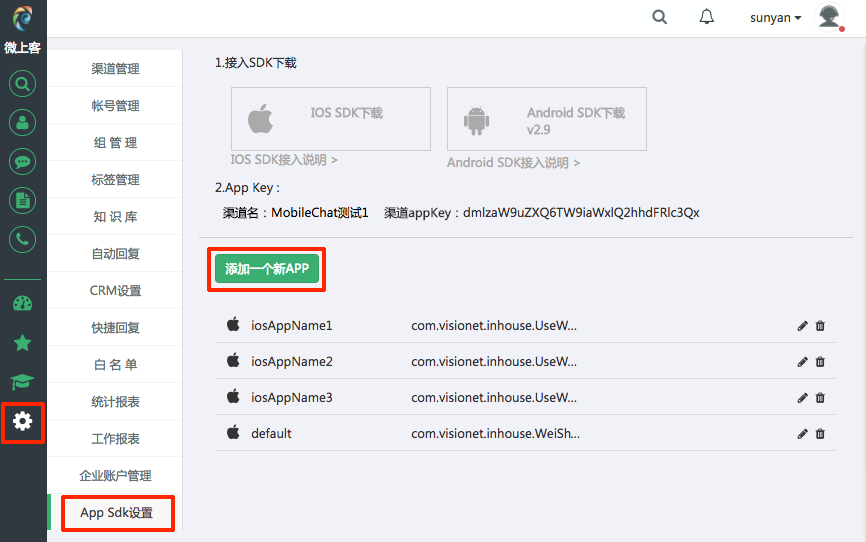 sunyan
微上客
渠道管理
帐号管理
组 管 理
标签管理
知 识 库
自动回复
CRM设置
快捷回复
白 名 单
统计报表
工作报表
企业账户管理
App Sdk设置
1.接入SDK下载
IOS SDK下载
IOS SDK接入说明 >
Android SDK下载
v2.9
Android SDK接入说明 >
2.App Key :
渠道名：MobileChat测试1 渠道appKey：dmlzaW9uZXQ6TW9iaWxlQ2hhdFRlc3Qx
添加一个新APP
iosAppName1 com.visionet.inhouse.UseW...
iosAppName2 com.visionet.inhouse.UseW...
iosAppName3 com.visionet.inhouse.UseW...
default com.visionet.inhouse.WeiSh...